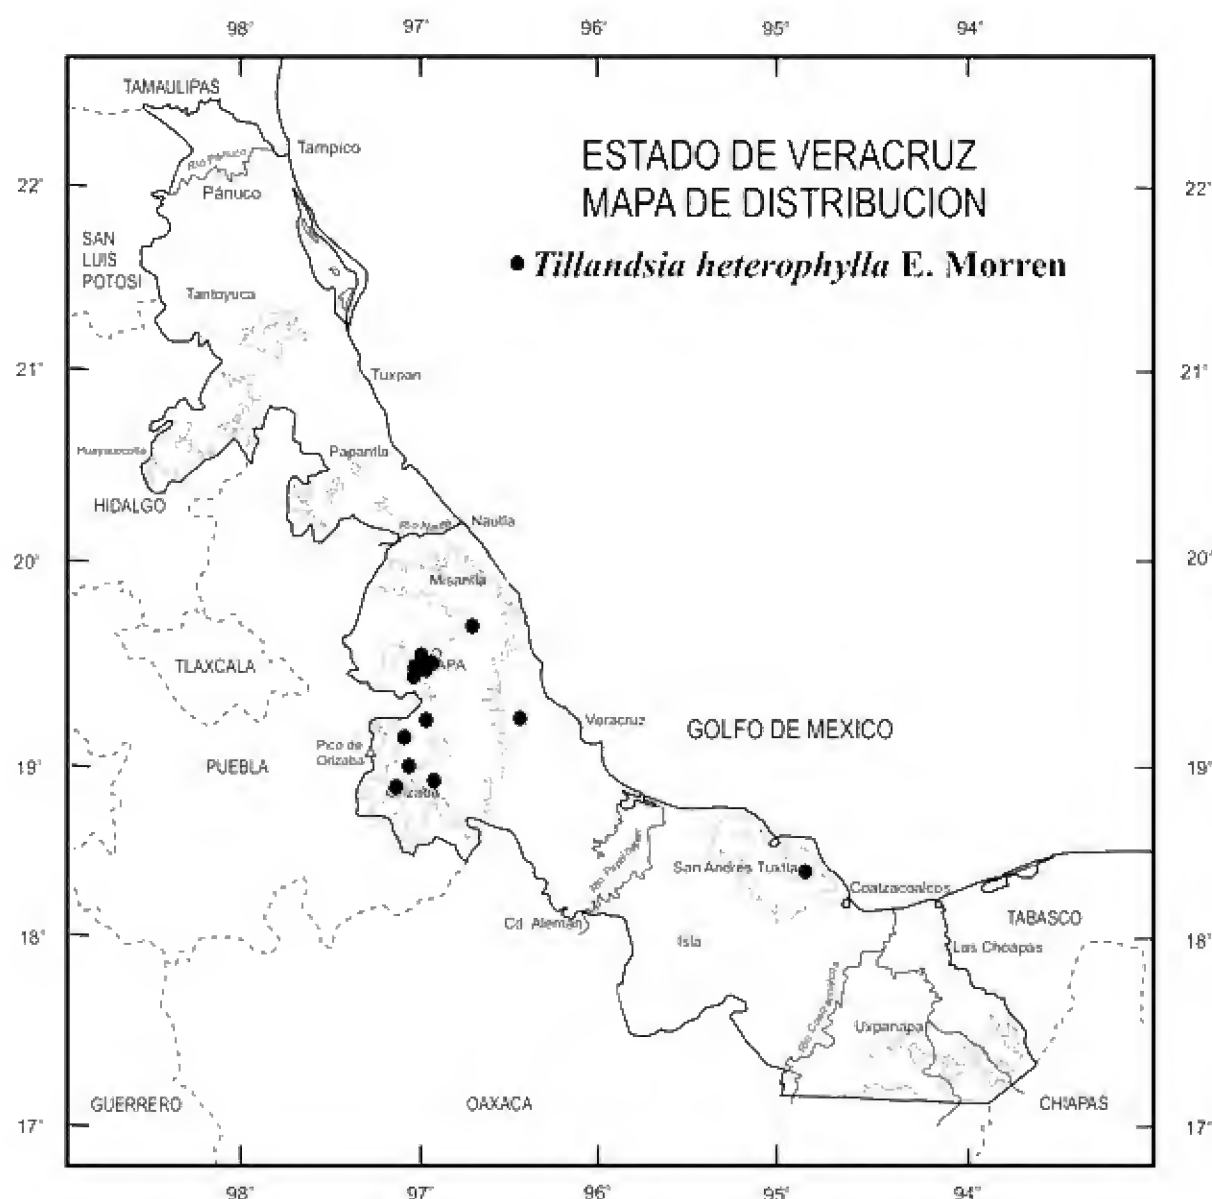 98° 97° 96° 95° 94°
TAMAULIPAS
ESTADO DE VERACRUZ
MAPA DE DISTRIBUCION
Tampico
Río Pánuco
22° 22°
Pánuco
SAN
LUIS
POTOSI
Tillandsia heterophylla E. Morren
Tantoyuca
21° 21°
Tuxpan
Papantla
HIDALGO
Nautla
20° 20°
Misantla
TLAXCALA
APA
Veracruz
GOLFO DE MEXICO
Pico de
Orizaba
19° PUEBLA 19°
San Andrés Tuxtla
Coatzacoalcos
TABASCO
Cd. Alemán
18° Isla 18°
Las Choapas
Uxpanapa
GUERRERO OAXACA CHIAPAS
17° 17°
98° 97° 96° 95° 94°